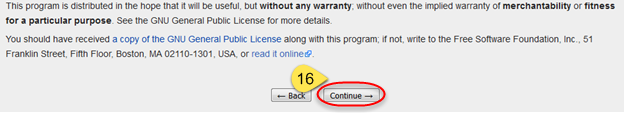 This program is distributed in the hope that it will be useful, but without any warranty; without even the implied warranty of merchantability or fitness
for a particular purpose. See the GNU General Public License for more details.
You should have received a copy of the GNU General Public License along with this program; if not, write to the Free Software Foundation, Inc., 51
Franklin Street, Fifth Floor, Boston, MA 02110-1301, USA, or read it online.
16
← Back Continue →